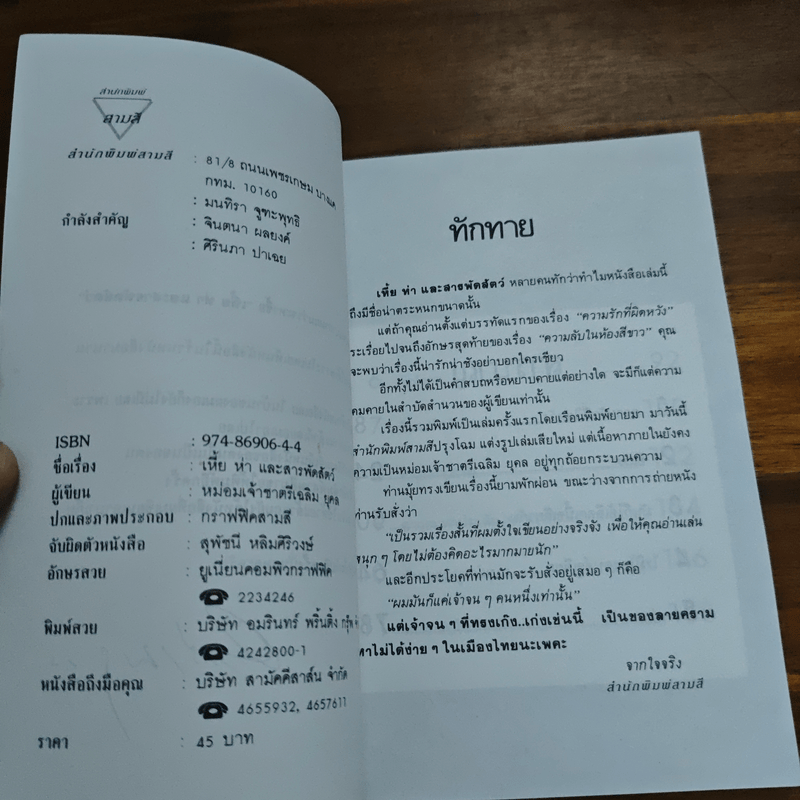 สำนักพิมพ์
สามสี
สำนักพิมพ์สามสี : 81/8 ถนนเพชรเกษม บางแค
กทม. 10160
กำลังสำคัญ : มนทิรา จูฑะพุทธิ
: จินตนา ผลยงค์
: ศิรินภา ปาเฉย
ISBN : 974-86906-4-4
ชื่อเรื่อง : เหี้ย ห่า และสารพัดสัตว์
ผู้เขียน : หม่อมเจ้าชาตรีเฉลิม ยุคล
ปกและภาพประกอบ : กราฟฟิคสามสี
จับผิดตัวหนังสือ : สุพัชนี หลิมศิริวงษ์
อักษรสวย : ยูเนี่ยนคอมพิวกราฟฟิค
☎ 2234246
พิมพ์สวย : บริษัท อมรินทร์ พริ้นติ้ง กรุ๊พ
☎ 4242800-1
หนังสือถึงมือคุณ : บริษัท สามัคคีสาส์น จำกัด
☎ 4655932, 4657611
ราคา : 45 บาท
ทักทาย
เหี้ย ห่า และสารพัดสัตว์ หลายคนทักว่าทำไมหนังสือเล่มนี้
ถึงมีชื่อน่าตระหนกขนาดนั้น
แต่ถ้าคุณอ่านตั้งแต่บรรทัดแรกของเรื่อง “ความรักที่ผิดหวัง”
ระเรื่อยไปจนถึงอักษรสุดท้ายของเรื่อง “ความลับในห้องสีขาว” คุณ
จะพบว่าเรื่องนี้น่ารักน่าชังอย่าบอกใครเชียว
อีกทั้งไม่ได้เป็นคำสบถหรือหยาบคายแต่อย่างใด จะมีก็แต่ความ
คมคายในสำบัดสำนวนของผู้เขียนเท่านั้น
เรื่องนี้รวมพิมพ์เป็นเล่มครั้งแรกโดยเรือนพิมพ์ยายมา มาวันนี้
สำนักพิมพ์สามสีปรุงโฉม แต่งรูปเล่มเสียใหม่ แต่เนื้อหาภายในยังคง
ความเป็นหม่อมเจ้าชาตรีเฉลิม ยุคล อยู่ทุกถ้อยกระบวนความ
ท่านมุ้ยทรงเขียนเรื่องนี้ยามพักผ่อน ขณะว่างจากการถ่ายหนัง
ท่านรับสั่งว่า
“เป็นรวมเรื่องสั้นที่ผมตั้งใจเขียนอย่างจริงจัง เพื่อให้คุณอ่านเล่น
สนุก ๆ โดยไม่ต้องคิดอะไรมากมายนัก”
และอีกประโยคที่ท่านมักจะรับสั่งอยู่เสมอ ๆ ก็คือ
“ผมมันก็แค่เจ้าจน ๆ คนหนึ่งเท่านั้น”
แต่เจ้าจน ๆ ที่ทรงเก๋ง..เก่งเช่นนี้ เป็นของลายคราม
หาไม่ได้ง่าย ๆ ในเมืองไทยนะเพคะ
จากใจจริง
สำนักพิมพ์สามสี